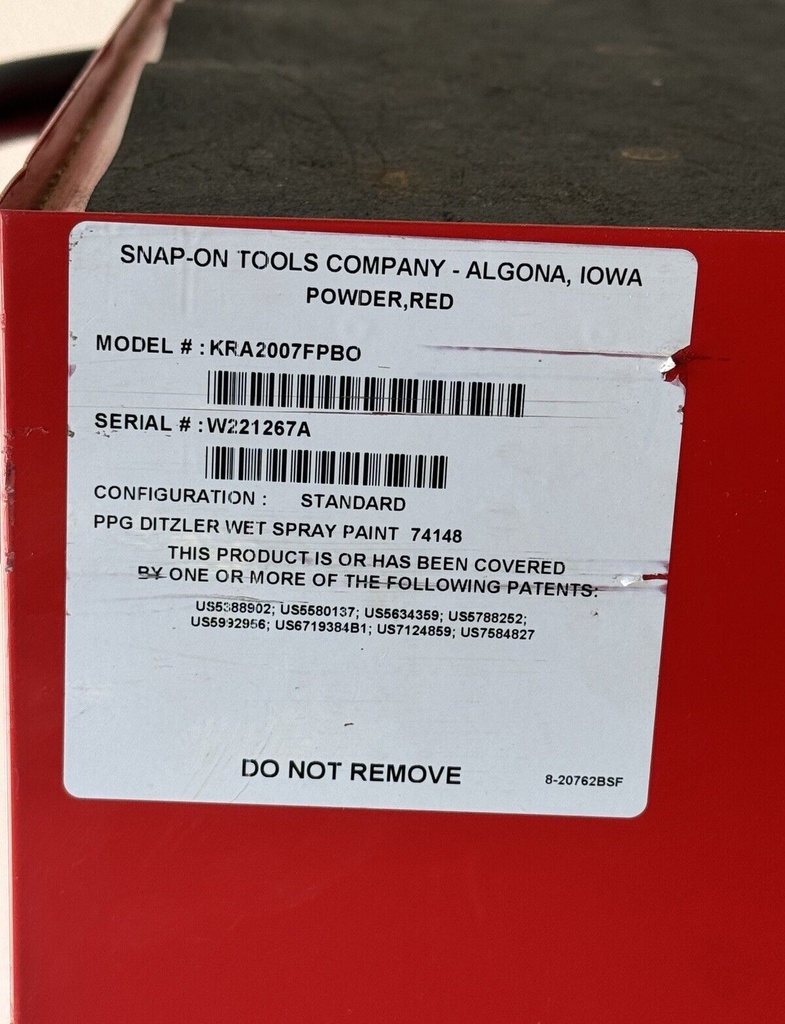 SNAP-ON TOOLS COMPANY - ALGONA, IOWA
POWDER,RED
MODEL # : KRA2007FPBO
SERIAL # : W221267A
CONFIGURATION : STANDARD
PPG DITZLER WET SPRAY PAINT 74148
THIS PRODUCT IS OR HAS BEEN COVERED
BY ONE OR MORE OF THE FOLLOWING PATENTS:
US5388902; US5580137; US5634359; US5788252;
US5992956; US6719384B1; US7124859; US7584827
DO NOT REMOVE
8-20762BSF